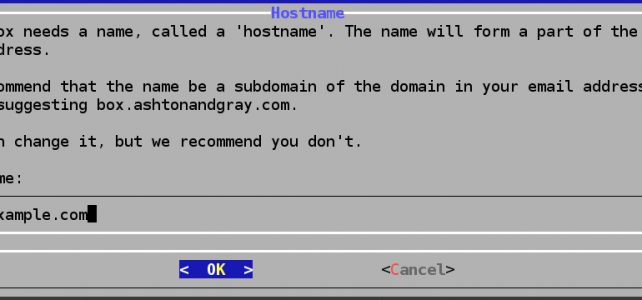 Hostname
ox needs a name, called a 'hostname'. The name will form a part of the
dress.
ommend that the name be a subdomain of the domain in your email address
suggesting box.ashtonandgray.com.
n change it, but we recommend you don't.
me:
xample.com
< OK > <Cancel>